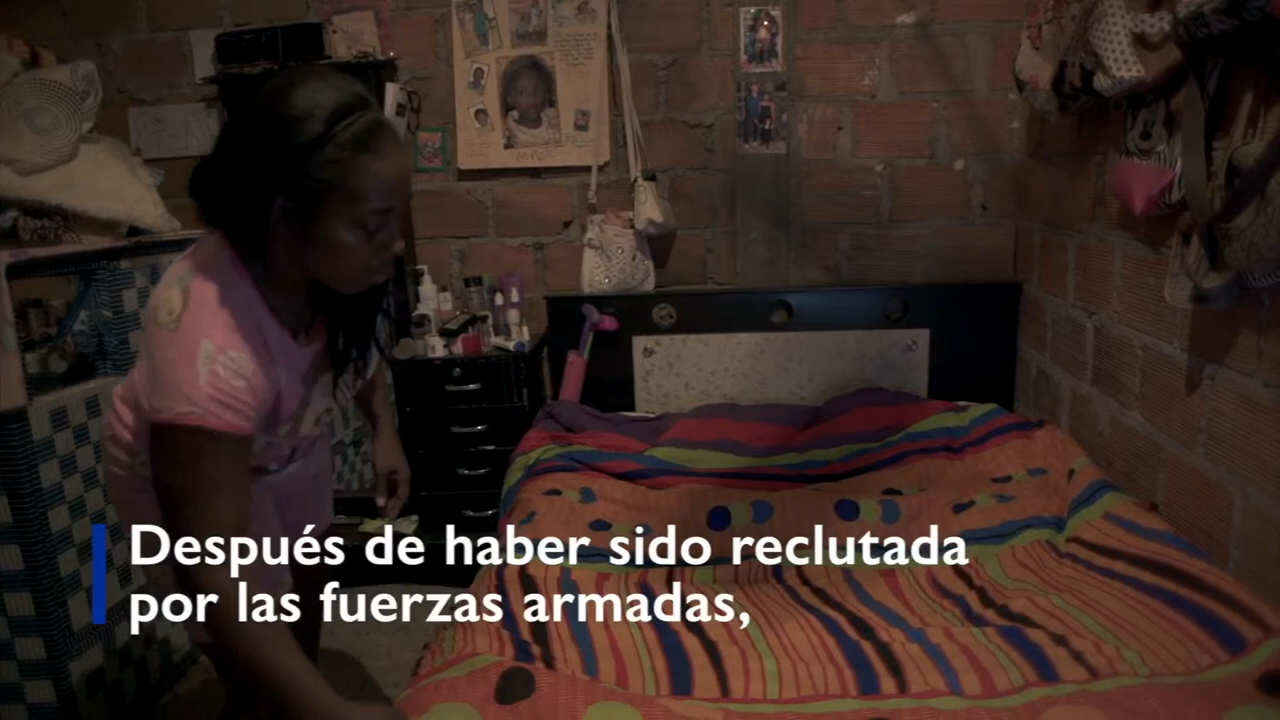 Después de haber sido reclutada
por las fuerzas armadas,